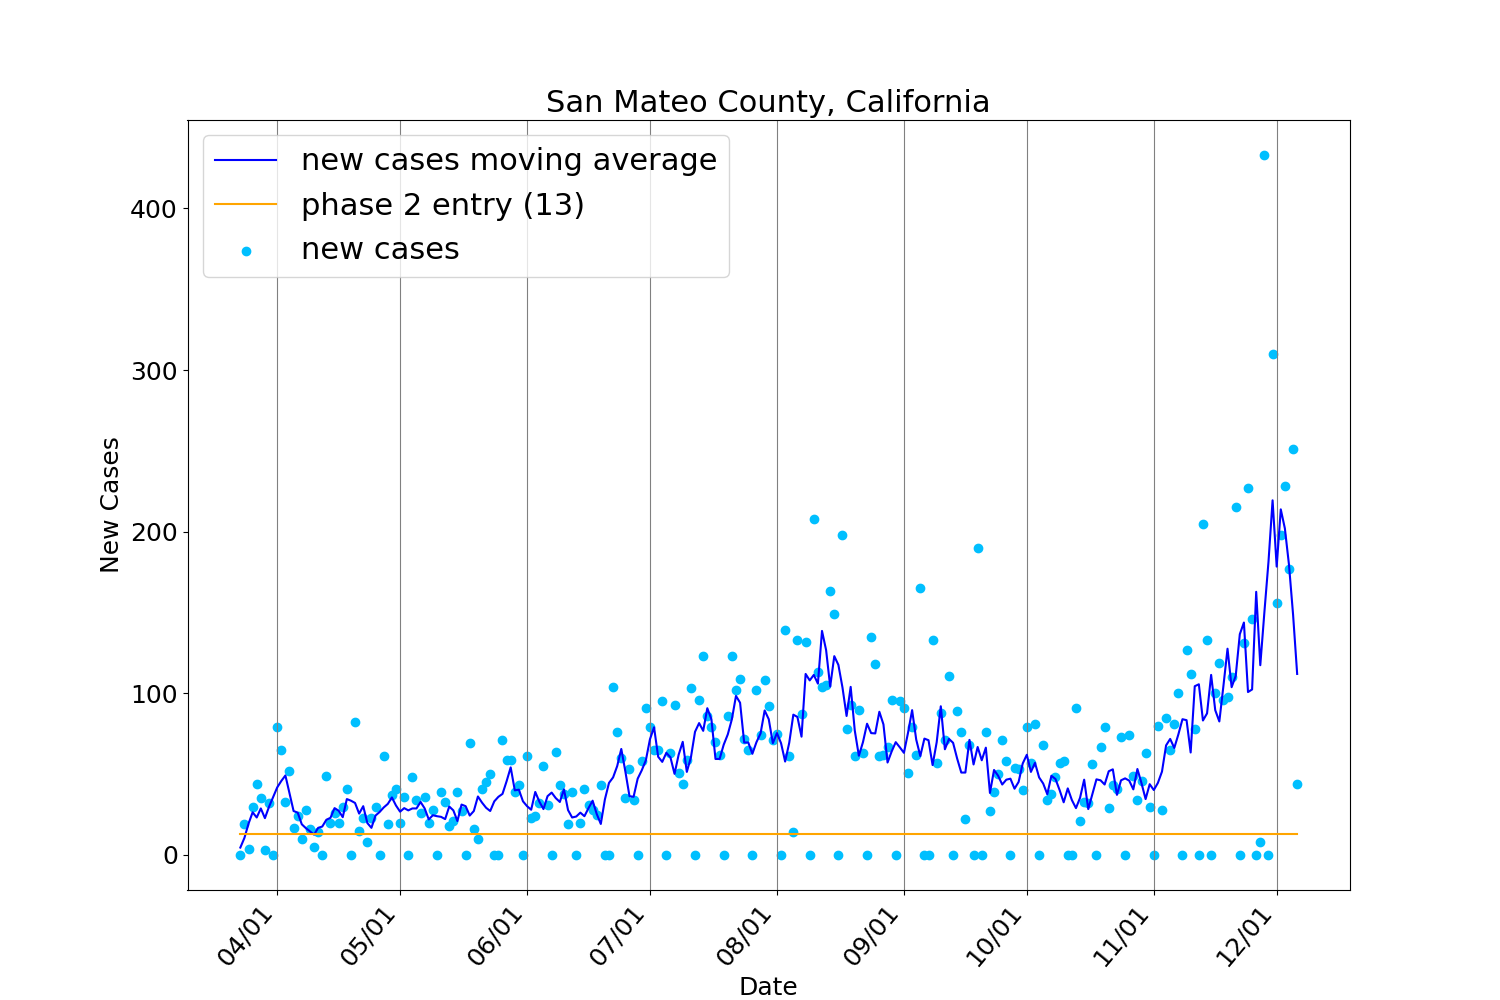 San Mateo County, California
new cases moving average
phase 2 entry (13)
new cases
New Cases
400
300
200
100
0
04/01
05/01
06/01
07/01
08/01
09/01
10/01
11/01
12/01
Date